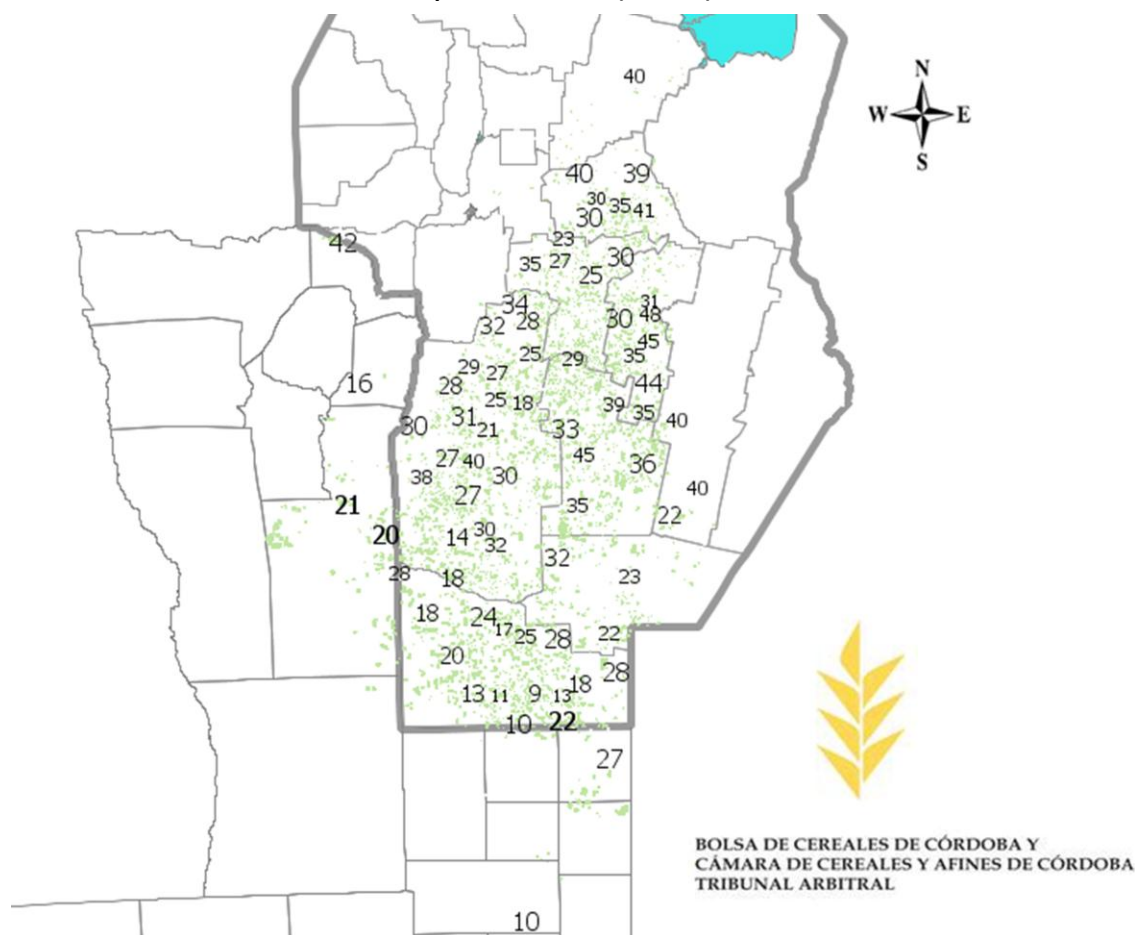 40
N
W E
S
40 39
30 35 41
30
23
42
35 27 30
25
34 31
32 28 30 48
45
25 29 35
29 27
28 44
16
25 18 39 35
31 40
30 21 33
27 40 45 36
38 30
27 40
21 35 22
30
20 14 32
32
28 18 23
18 24
17 25 28 22
20
28
13 11 9 13 18
10 22
27
BOLSA DE CEREALES DE CÓRDOBA Y
CÁMARA DE CEREALES Y AFINES DE CÓRDOBA
TRIBUNAL ARBITRAL
10